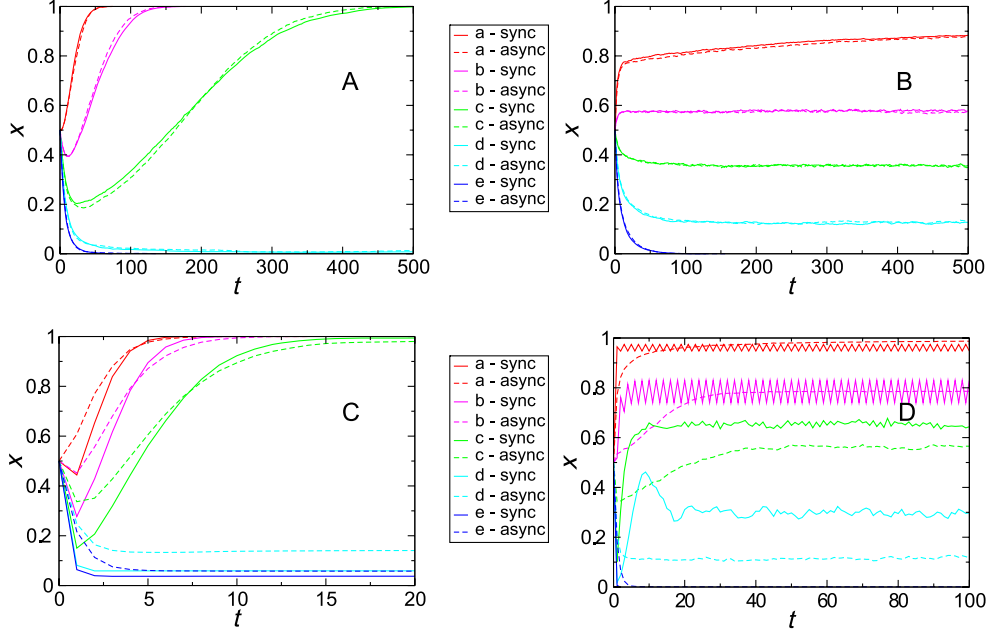 1
0.8
0.6
0.4
0.2
0
x
A
0 100 200 300 400 500
t
a - sync
a - async
b - sync
b - async
c - sync
c - async
d - sync
d - async
e - sync
e - async
1
0.8
0.6
0.4
0.2
0
x
B
0 100 200 300 400 500
t
1
0.8
0.6
0.4
0.2
0
x
C
0 5 10 15 20
t
a - sync
a - async
b - sync
b - async
c - sync
c - async
d - sync
d - async
e - sync
e - async
1
0.8
0.6
0.4
0.2
0
x
D
0 20 40 60 80 100
t